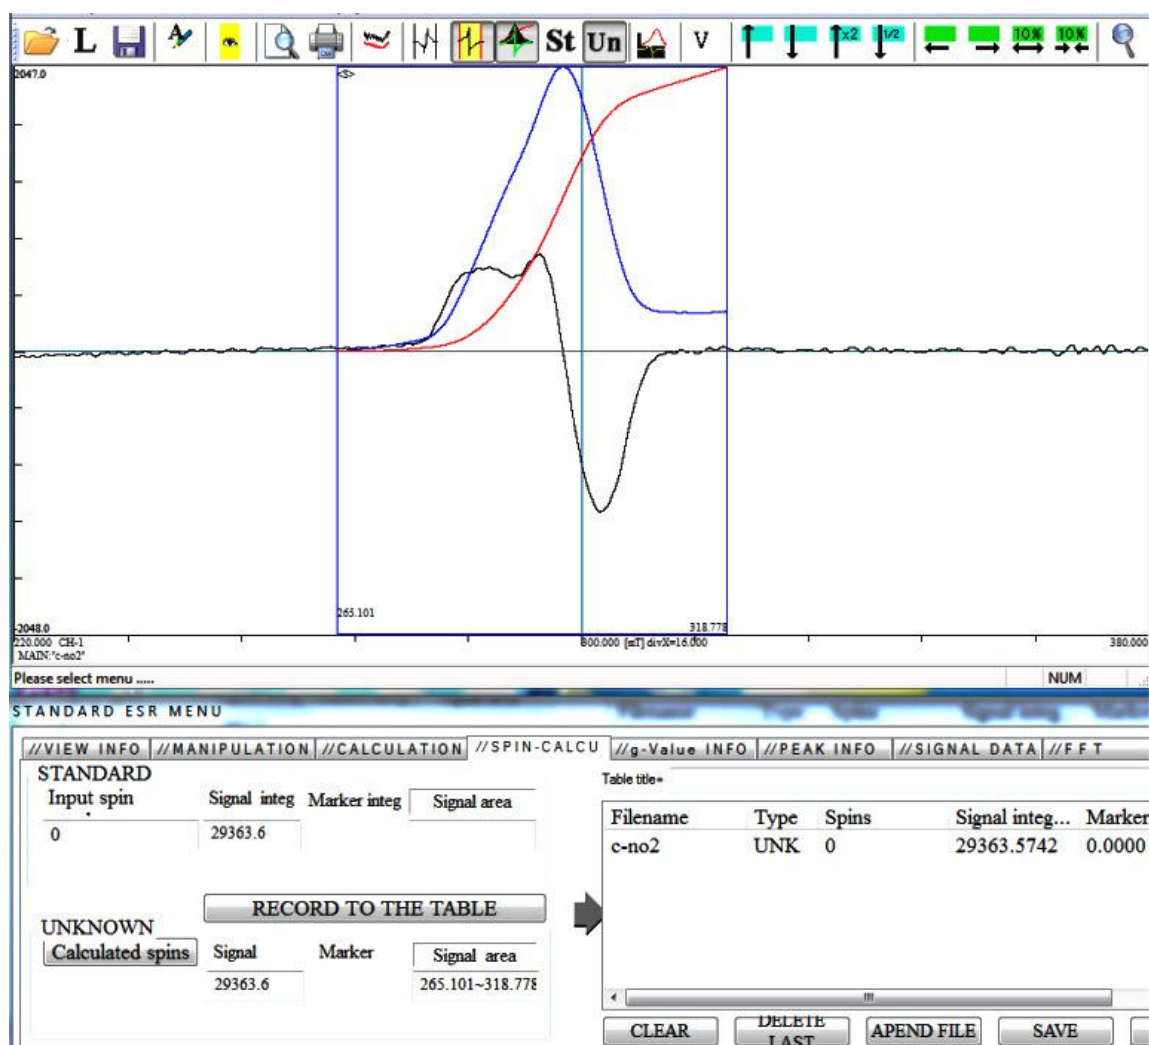 L St Un V x2 1/2 10% 10%
2047.0
<S>
265.101 318.778
-2048.0
220.000 CH-1 300.000 [mT] divX=16.000 380.000
MAIN:"c-no2"
Please select menu ..... NUM
STANDARD ESR MENU
//VIEW INFO //MANIPULATION //CALCULATION //SPIN-CALCU //g-Value INFO //PEAK INFO //SIGNAL DATA //F F T
STANDARD
Input spin Signal integ Marker integ Signal area
0 29363.6
RECORD TO THE TABLE
UNKNOWN
Calculated spins Signal Marker Signal area
29363.6 265.101~318.778
Table title=
Filename Type Spins Signal integ... Marker
c-no2 UNK 0 29363.5742 0.0000
CLEAR DELETE LAST APEND FILE SAVE